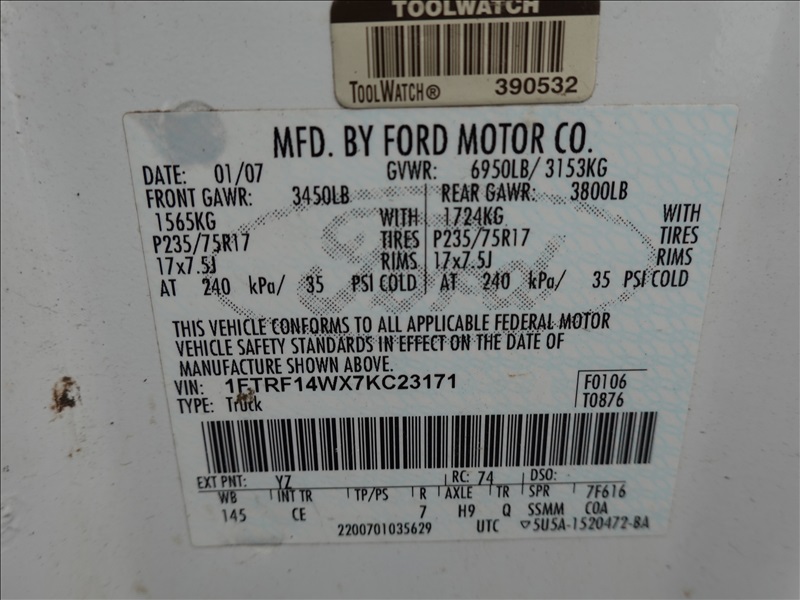 TOOLWATCH
TOOLWATCH® 390532
MFD. BY FORD MOTOR CO.
DATE: 01/07 GVWR: 6950LB/ 3153KG
FRONT GAWR: 3450LB REAR GAWR: 3800LB
1565KG WITH 1724KG WITH
P235/75R17 TIRES P235/75R17 TIRES
17x7.5J RIMS 17x7.5J RIMS
AT 240 kPa/ 35 PSI COLD AT 240 kPa/ 35 PSI COLD
Ford
THIS VEHICLE CONFORMS TO ALL APPLICABLE FEDERAL MOTOR
VEHICLE SAFETY STANDARDS IN EFFECT ON THE DATE OF
MANUFACTURE SHOWN ABOVE.
VIN: 1FTRF14WX7KC23171 F0106
TYPE: Truck T0876
EXT PNT: YZ RC: 74 DSO:
WB INT TR TP/PS R AXLE TR SPR 7F616
145 CE 7 H9 Q SSMM COA
2200701035629 UTC 5U5A-1520472-BA